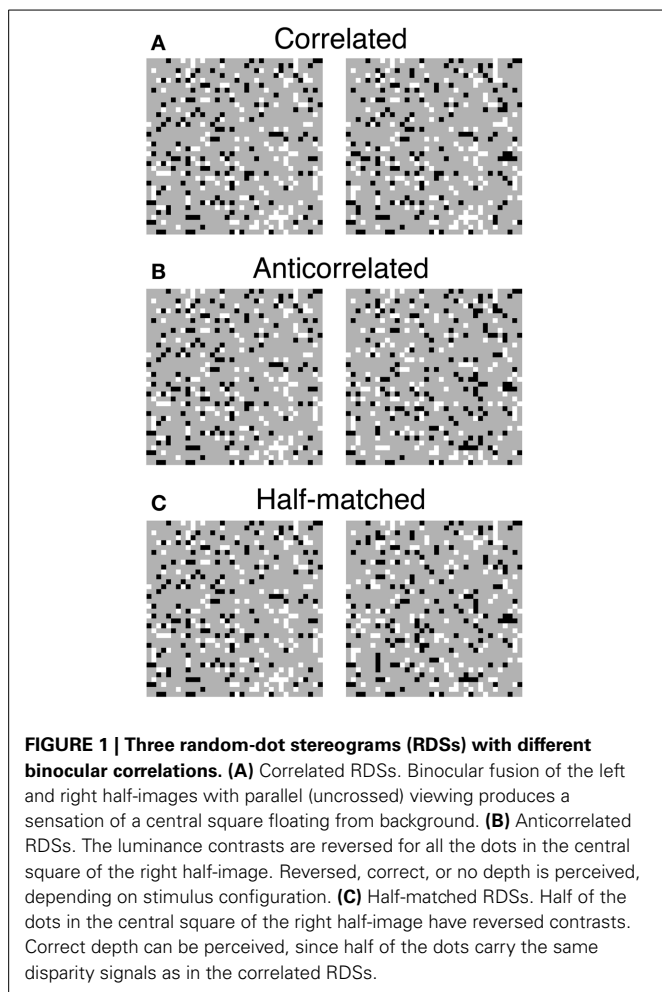 A Correlated
B Anticorrelated
C Half-matched
FIGURE 1 | Three random-dot stereograms (RDSs) with different
binocular correlations. (A) Correlated RDSs. Binocular fusion of the left
and right half-images with parallel (uncrossed) viewing produces a
sensation of a central square floating from background. (B) Anticorrelated
RDSs. The luminance contrasts are reversed for all the dots in the central
square of the right half-image. Reversed, correct, or no depth is perceived,
depending on stimulus configuration. (C) Half-matched RDSs. Half of the
dots in the central square of the right half-image have reversed contrasts.
Correct depth can be perceived, since half of the dots carry the same
disparity signals as in the correlated RDSs.